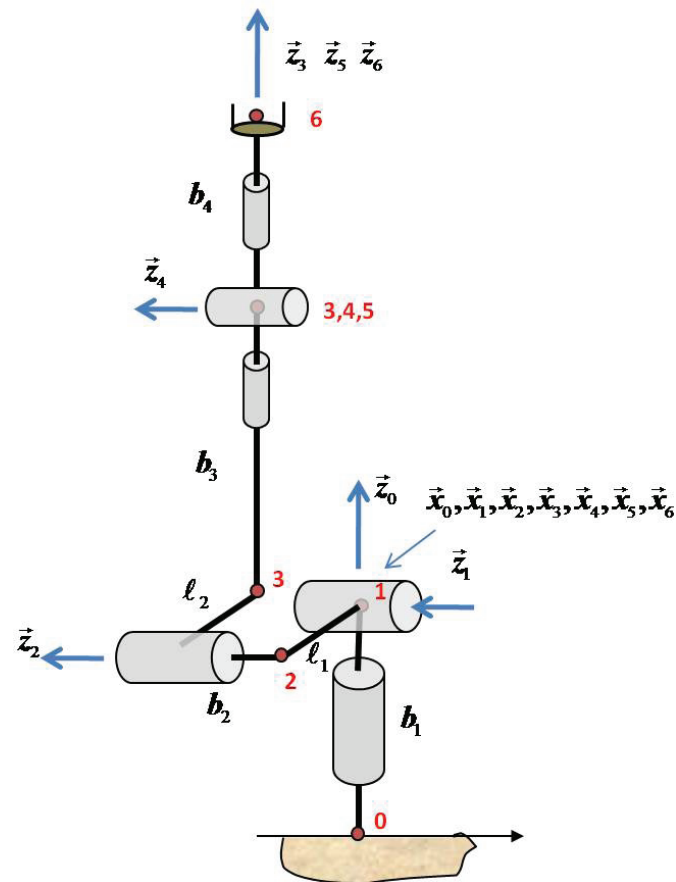 z⃗₃ z⃗₅ z⃗₆
6
b₄
z⃗₄
3,4,5
b₃
z⃗₀
x⃗₀,x⃗₁,x⃗₂,x⃗₃,x⃗₄,x⃗₅,x⃗₆
z⃗₁
3
1
ℓ₂
z⃗₂
2
ℓ₁
b₂
b₁
0